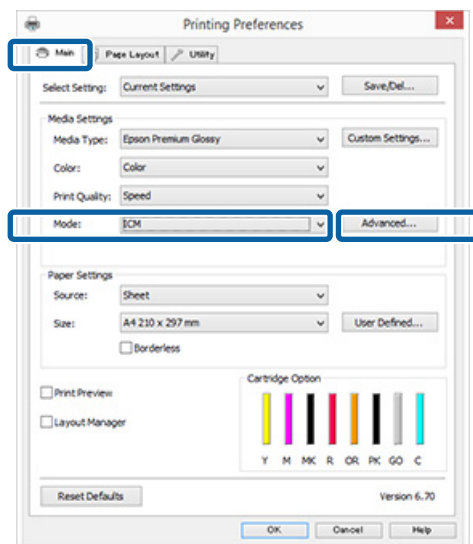 Printing Preferences
Main Page Layout Utility
Select Setting: Current Settings Save/Del...
Media Settings
Media Type: Epson Premium Glossy Custom Settings...
Color: Color
Print Quality: Speed
Mode: ICM Advanced...
Paper Settings
Source: Sheet
Size: A4 210 x 297 mm User Defined...
Borderless
Print Preview
Layout Manager
Cartridge Option
Y M MK R OR PK GO C
Reset Defaults Version 6.70
OK Cancel Help